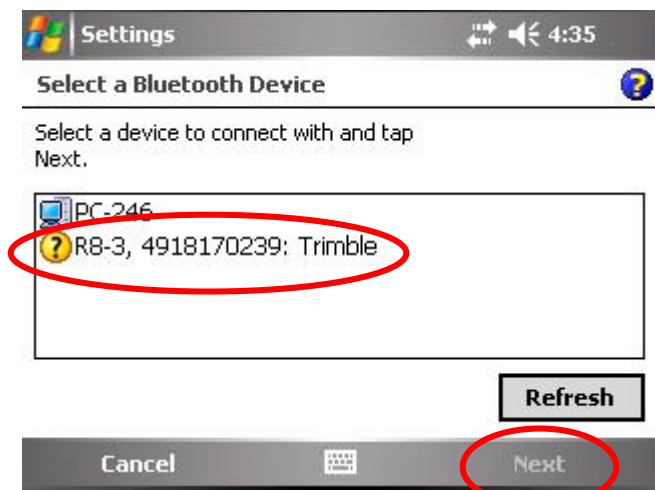 Settings 4:35
Select a Bluetooth Device
Select a device to connect with and tap
Next.
PC-246
R8-3, 4918170239: Trimble
Refresh
Cancel Next